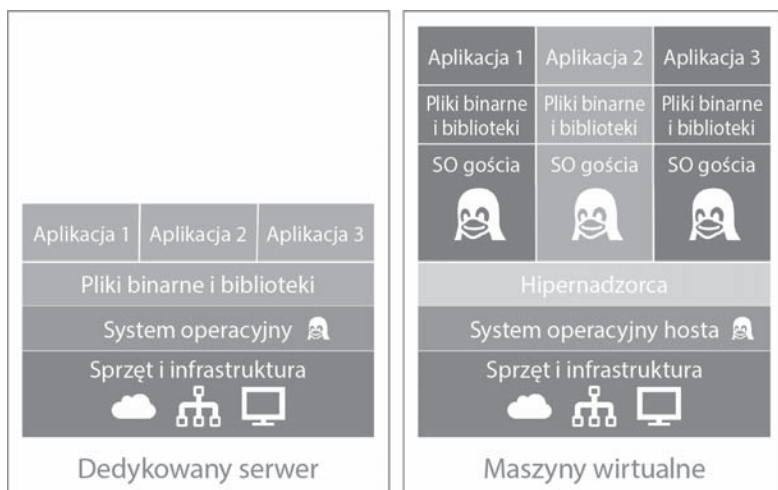 Aplikacja 1 Aplikacja 2 Aplikacja 3
Pliki binarne i biblioteki
System operacyjny
Sprzęt i infrastruktura
Dedykowany serwer
Aplikacja 1 Aplikacja 2 Aplikacja 3
Pliki binarne Pliki binarne Pliki binarne
i biblioteki i biblioteki i biblioteki
SO gościa SO gościa SO gościa
Hipernadzorca
System operacyjny hosta
Sprzęt i infrastruktura
Maszyny wirtualne